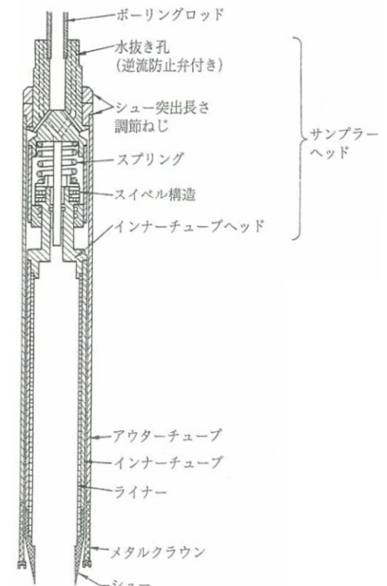 ボーリングロッド
水抜き孔
(逆流防止弁付き)
シュー突出長さ
調節ねじ
サンプラー
ヘッド
スプリング
スイベル構造
インナーチューブヘッド
アウターチューブ
インナーチューブ
ライナー
メタルクラウン
シュー